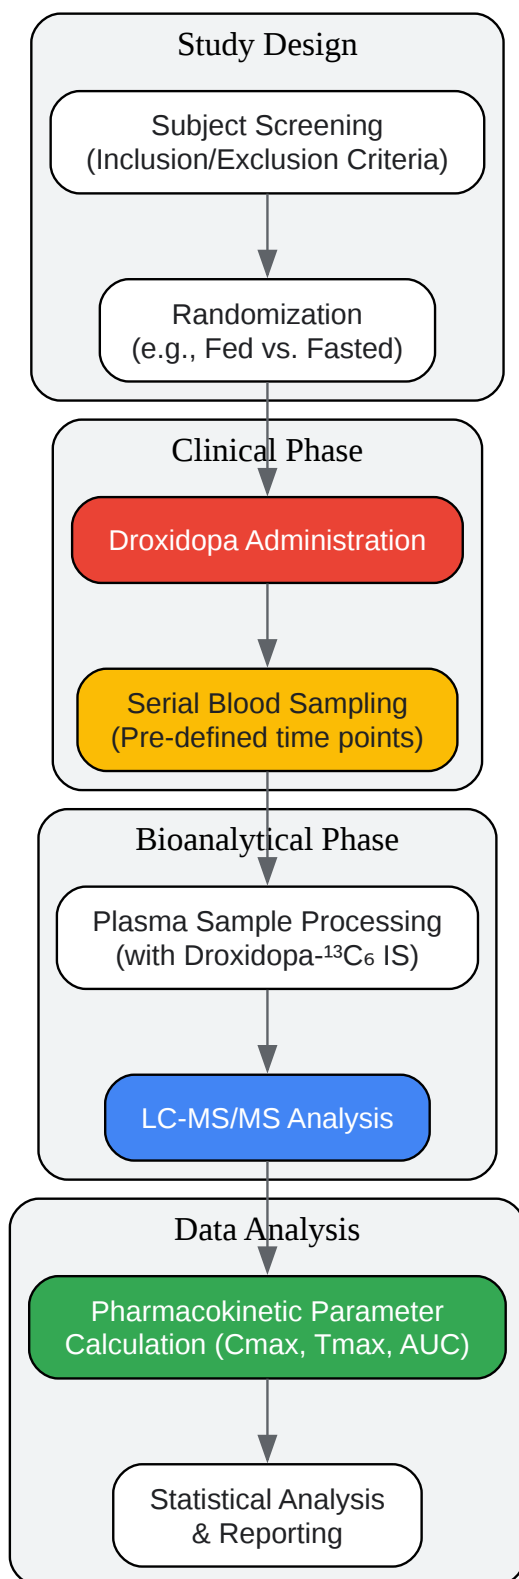 Study Design
Subject Screening
(Inclusion/Exclusion Criteria)
Randomization
(e.g., Fed vs. Fasted)
Clinical Phase
Droxidopa Administration
Serial Blood Sampling
(Pre-defined time points)
Bioanalytical Phase
Plasma Sample Processing
(with Droxidopa-¹³C₆ IS)
LC-MS/MS Analysis
Data Analysis
Pharmacokinetic Parameter
Calculation (Cmax, Tmax, AUC)
Statistical Analysis
& Reporting